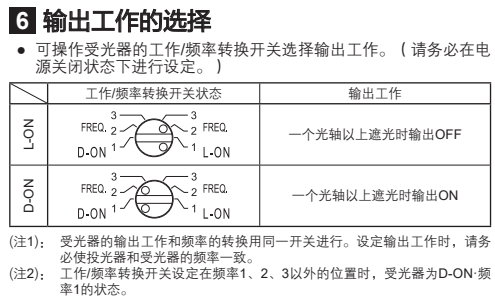 6 输出工作的选择
● 可操作受光器的工作/频率转换开关选择输出工作。(请务必在电
源关闭状态下进行设定。)
工作/频率转换开关状态 输出工作
L-ON
3 3
FREQ. 2 2 FREQ.
D-ON 1 1 L-ON
一个光轴以上遮光时输出OFF
D-ON
3 3
FREQ. 2 2 FREQ.
D-ON 1 1 L-ON
一个光轴以上遮光时输出ON
(注1): 受光器的输出工作和频率的转换用同一开关进行。设定输出工作时,请务
必使投光器和受光器的频率一致。
(注2): 工作/频率转换开关设定在频率1、2、3以外的位置时,受光器为D-ON·频
率1的状态。